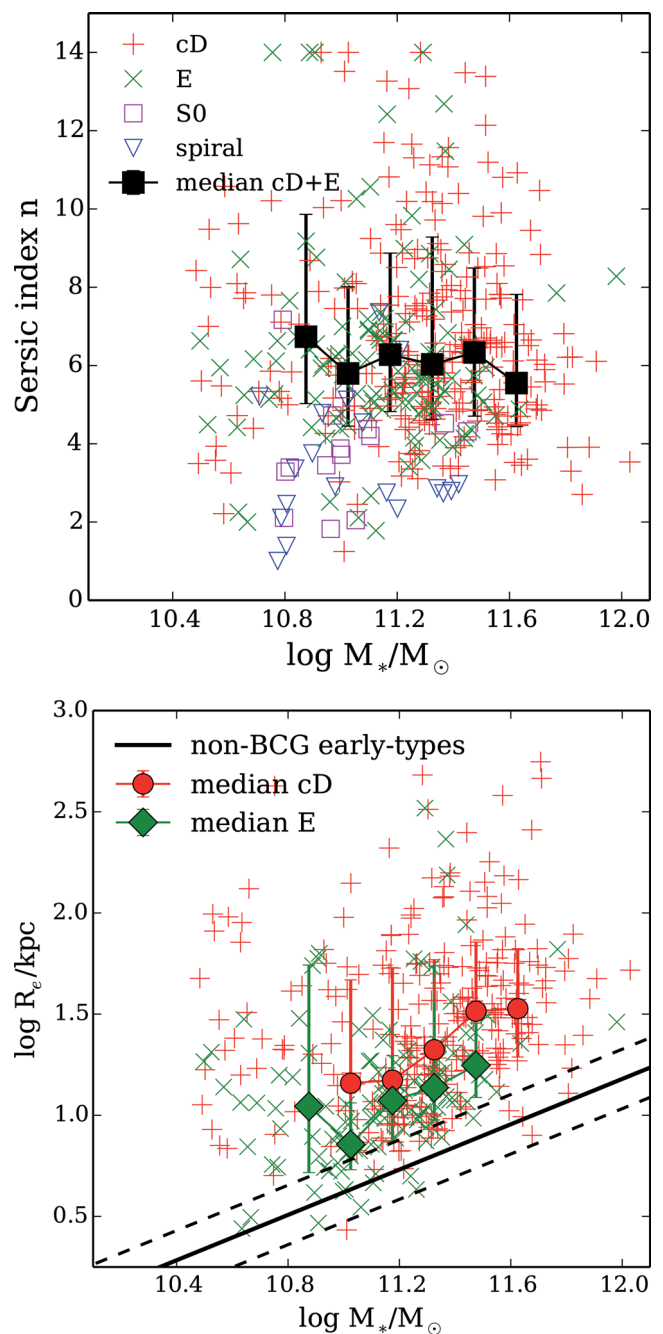 14
12
10
8
6
4
2
0
Sersic index n
cD
E
S0
spiral
median cD+E
10.4 10.8 11.2 11.6 12.0
log M*/M⊙
3.0
2.5
2.0
1.5
1.0
0.5
log Re/kpc
non-BCG early-types
median cD
median E
10.4 10.8 11.2 11.6 12.0
log M*/M⊙